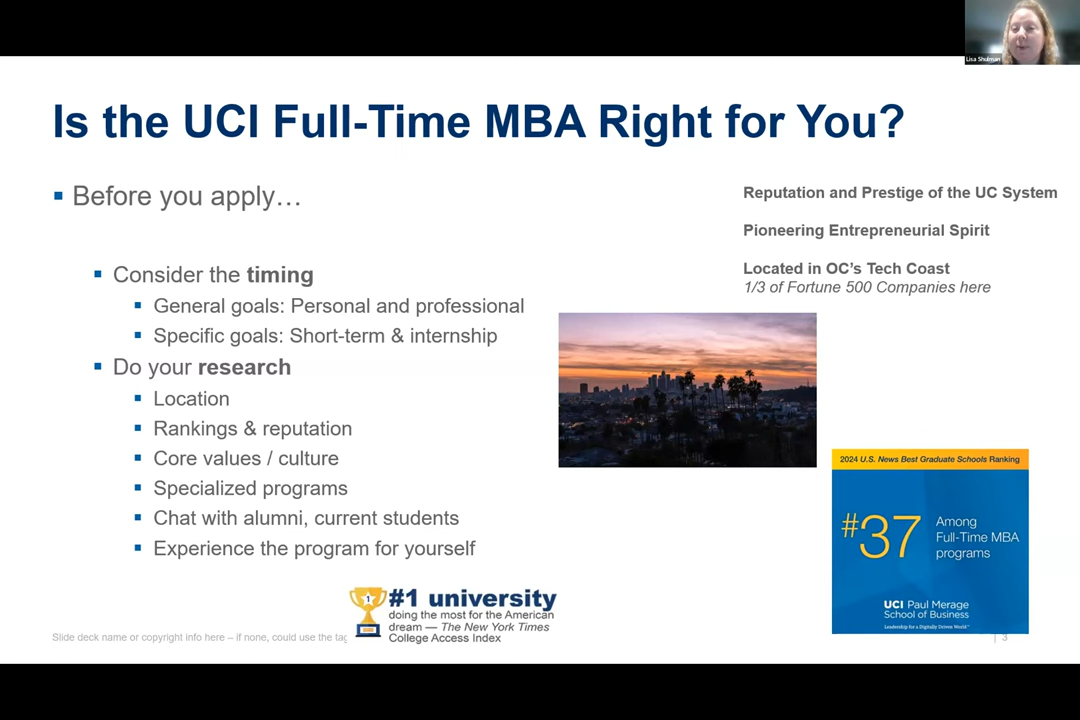 Lisa Shulman
Is the UCI Full-Time MBA Right for You?
Before you apply…
Consider the timing
General goals: Personal and professional
Specific goals: Short-term & internship
Do your research
Location
Rankings & reputation
Core values / culture
Specialized programs
Chat with alumni, current students
Experience the program for yourself
Reputation and Prestige of the UC System
Pioneering Entrepreneurial Spirit
Located in OC’s Tech Coast
1/3 of Fortune 500 Companies here
2024 U.S. News Best Graduate Schools Ranking
#37
Among
Full-Time MBA
programs
UCI Paul Merage
School of Business
Leadership for a Digitally Driven World™
1
#1 university
doing the most for the American
dream — The New York Times
College Access Index
Slide deck name or copyright info here – if none, could use the tag
| 3